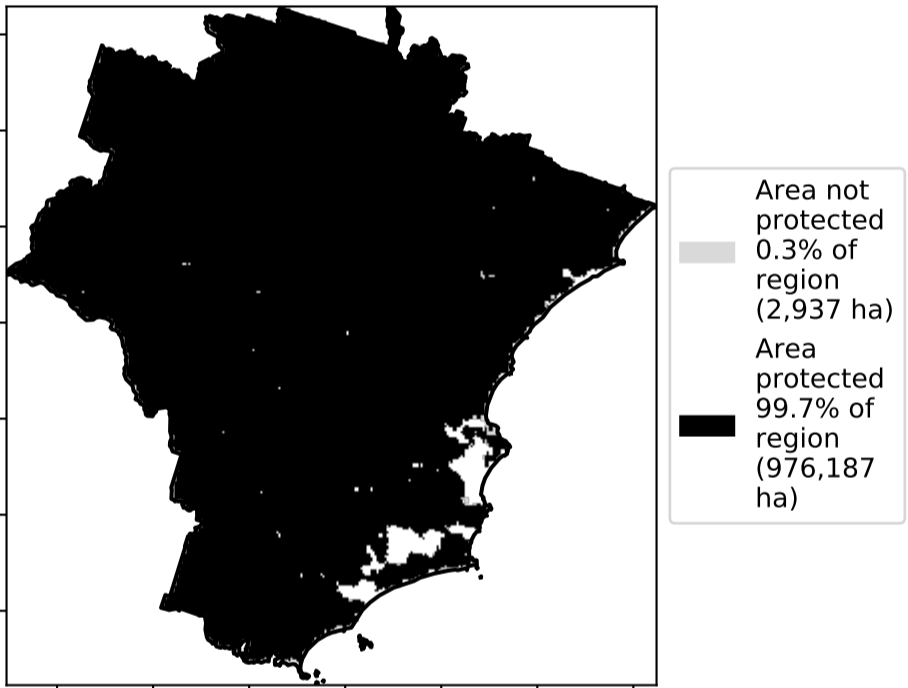 Area not
protected
0.3% of
region
(2,937 ha)
Area
protected
99.7% of
region
(976,187
ha)